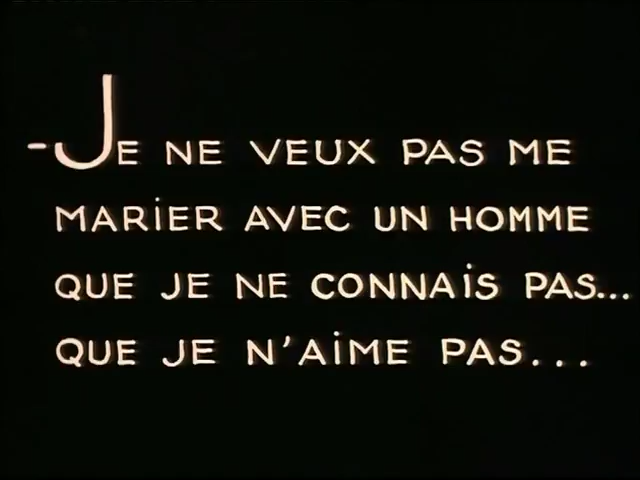 -JE NE VEUX PAS ME
MARiER AVEC UN HOMME
QUE JE NE CONNAiS PAS...
QUE JE N'AiME PAS...